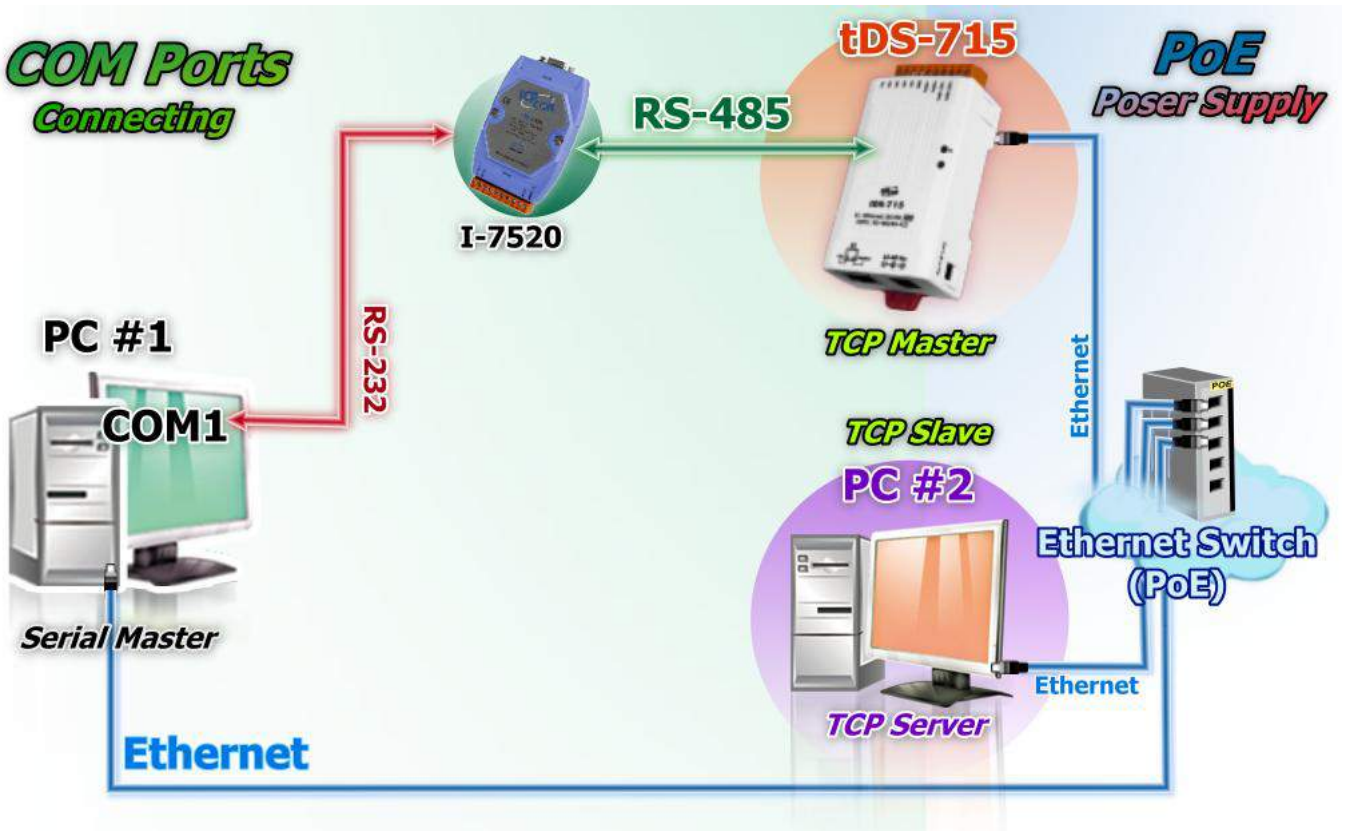 COM Ports
Connecting
tDS-715
PoE
Poser Supply
RS-485
I-7520
RS-232
PC #1
COM1
Serial Master
TCP Master
TCP Slave
PC #2
TCP Server
Ethernet
POE
Ethernet Switch
(PoE)
Ethernet
Ethernet